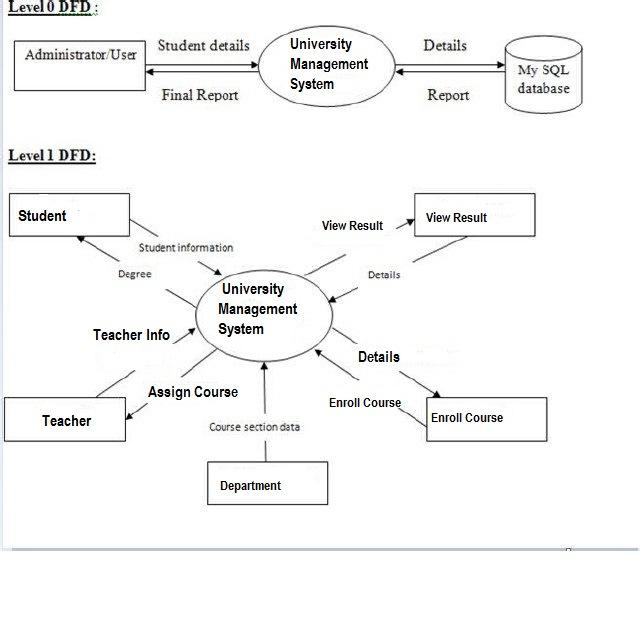 Level 0 DFD :
Administrator/User
Student details
Final Report
University
Management
System
Details
Report
My SQL
database
Level 1 DFD:
Student
Student information
Degree
View Result
View Result
Details
University
Management
System
Teacher Info
Assign Course
Teacher
Details
Enroll Course
Enroll Course
Course section data
Department